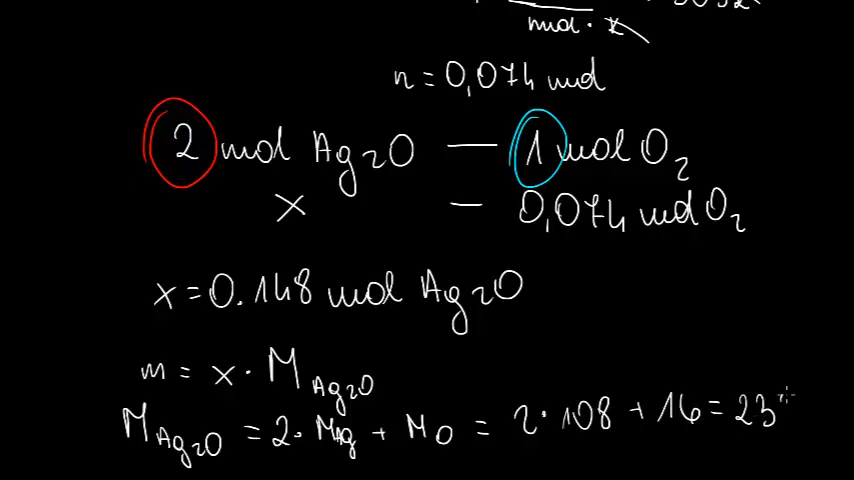 mol · K
n = 0,074 mol
2 mol Ag2O — 1 mol O2
x — 0,074 mol O2
x = 0.148 mol Ag2O
m = x · MAg2O
MAg2O = 2 · MAg + MO = 2 · 108 + 16 = 23